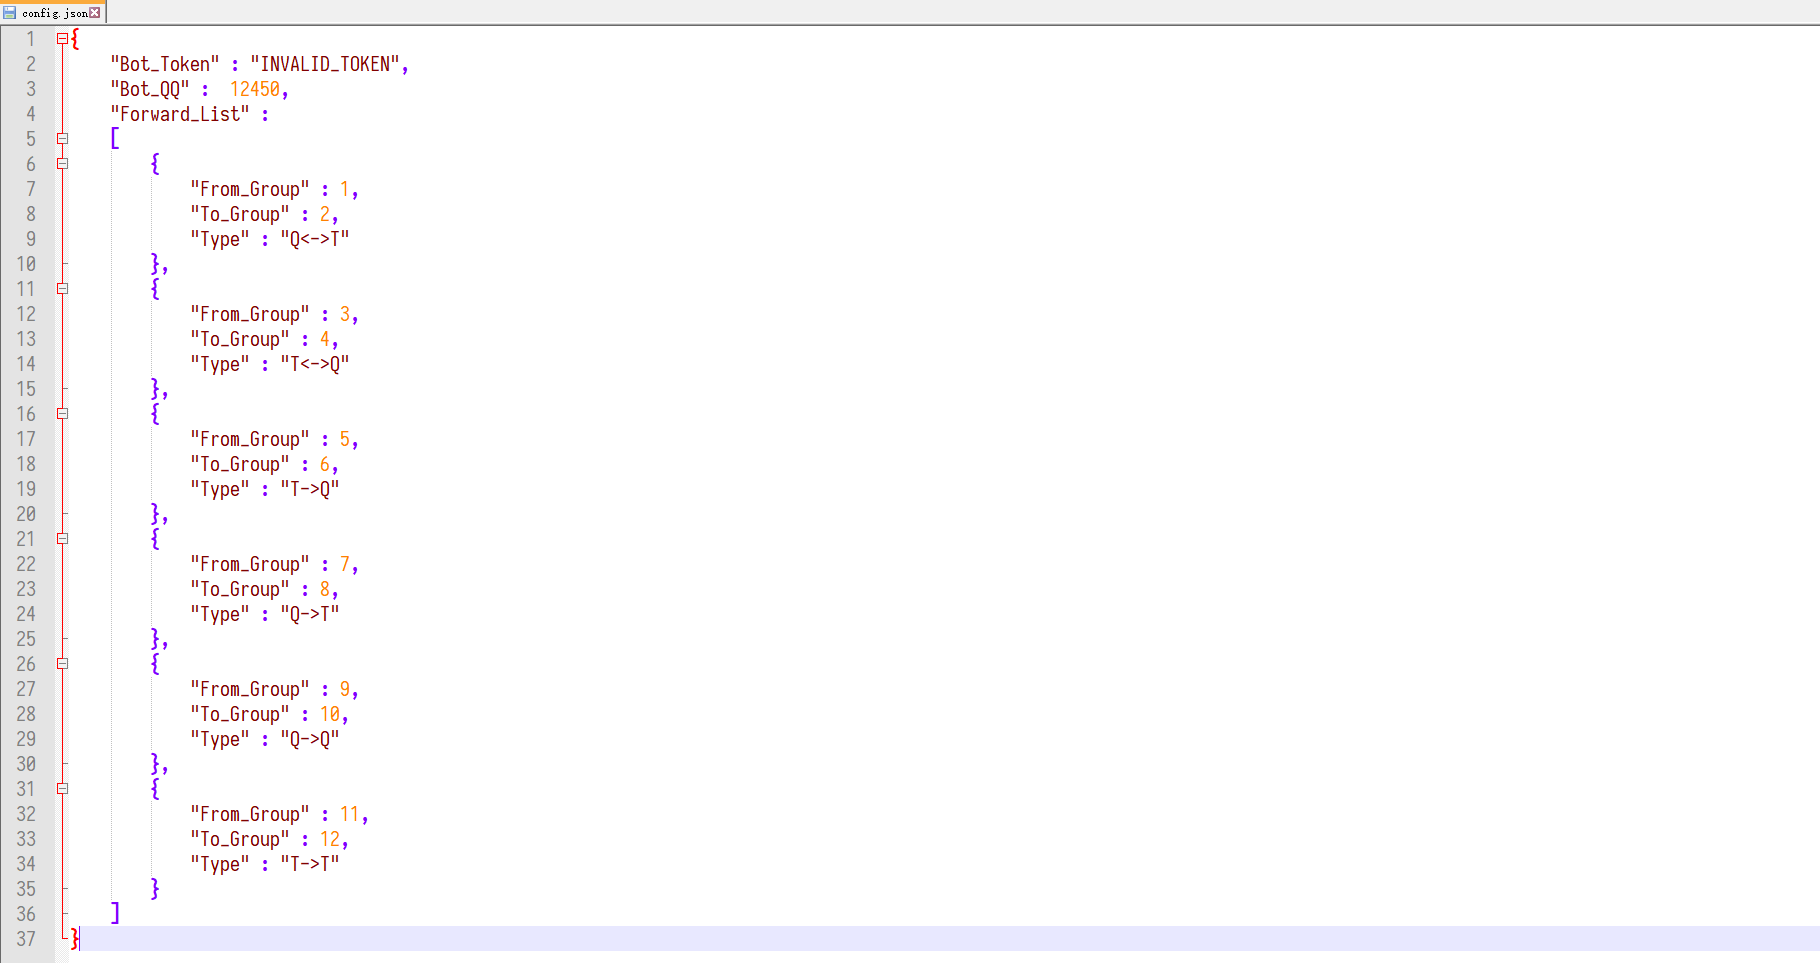 config.json
1 {
2 "Bot_Token" : "INVALID_TOKEN",
3 "Bot_QQ" :  12450,
4 "Forward_List" :
5 [
6 {
7 "From_Group" : 1,
8 "To_Group" : 2,
9 "Type" : "Q<->T"
10 },
11 {
12 "From_Group" : 3,
13 "To_Group" : 4,
14 "Type" : "T<->Q"
15 },
16 {
17 "From_Group" : 5,
18 "To_Group" : 6,
19 "Type" : "T->Q"
20 },
21 {
22 "From_Group" : 7,
23 "To_Group" : 8,
24 "Type" : "Q->T"
25 },
26 {
27 "From_Group" : 9,
28 "To_Group" : 10,
29 "Type" : "Q->Q"
30 },
31 {
32 "From_Group" : 11,
33 "To_Group" : 12,
34 "Type" : "T->T"
35 }
36 ]
37 }